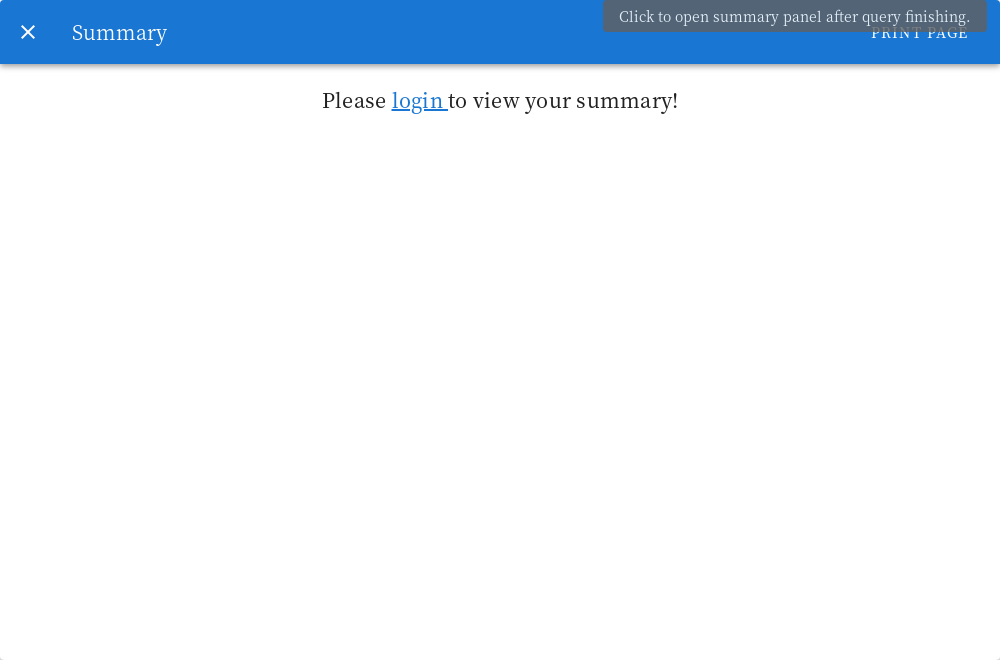 Click to open summary panel after query finishing.
Summary
PRINT PAGE
Please login to view your summary!